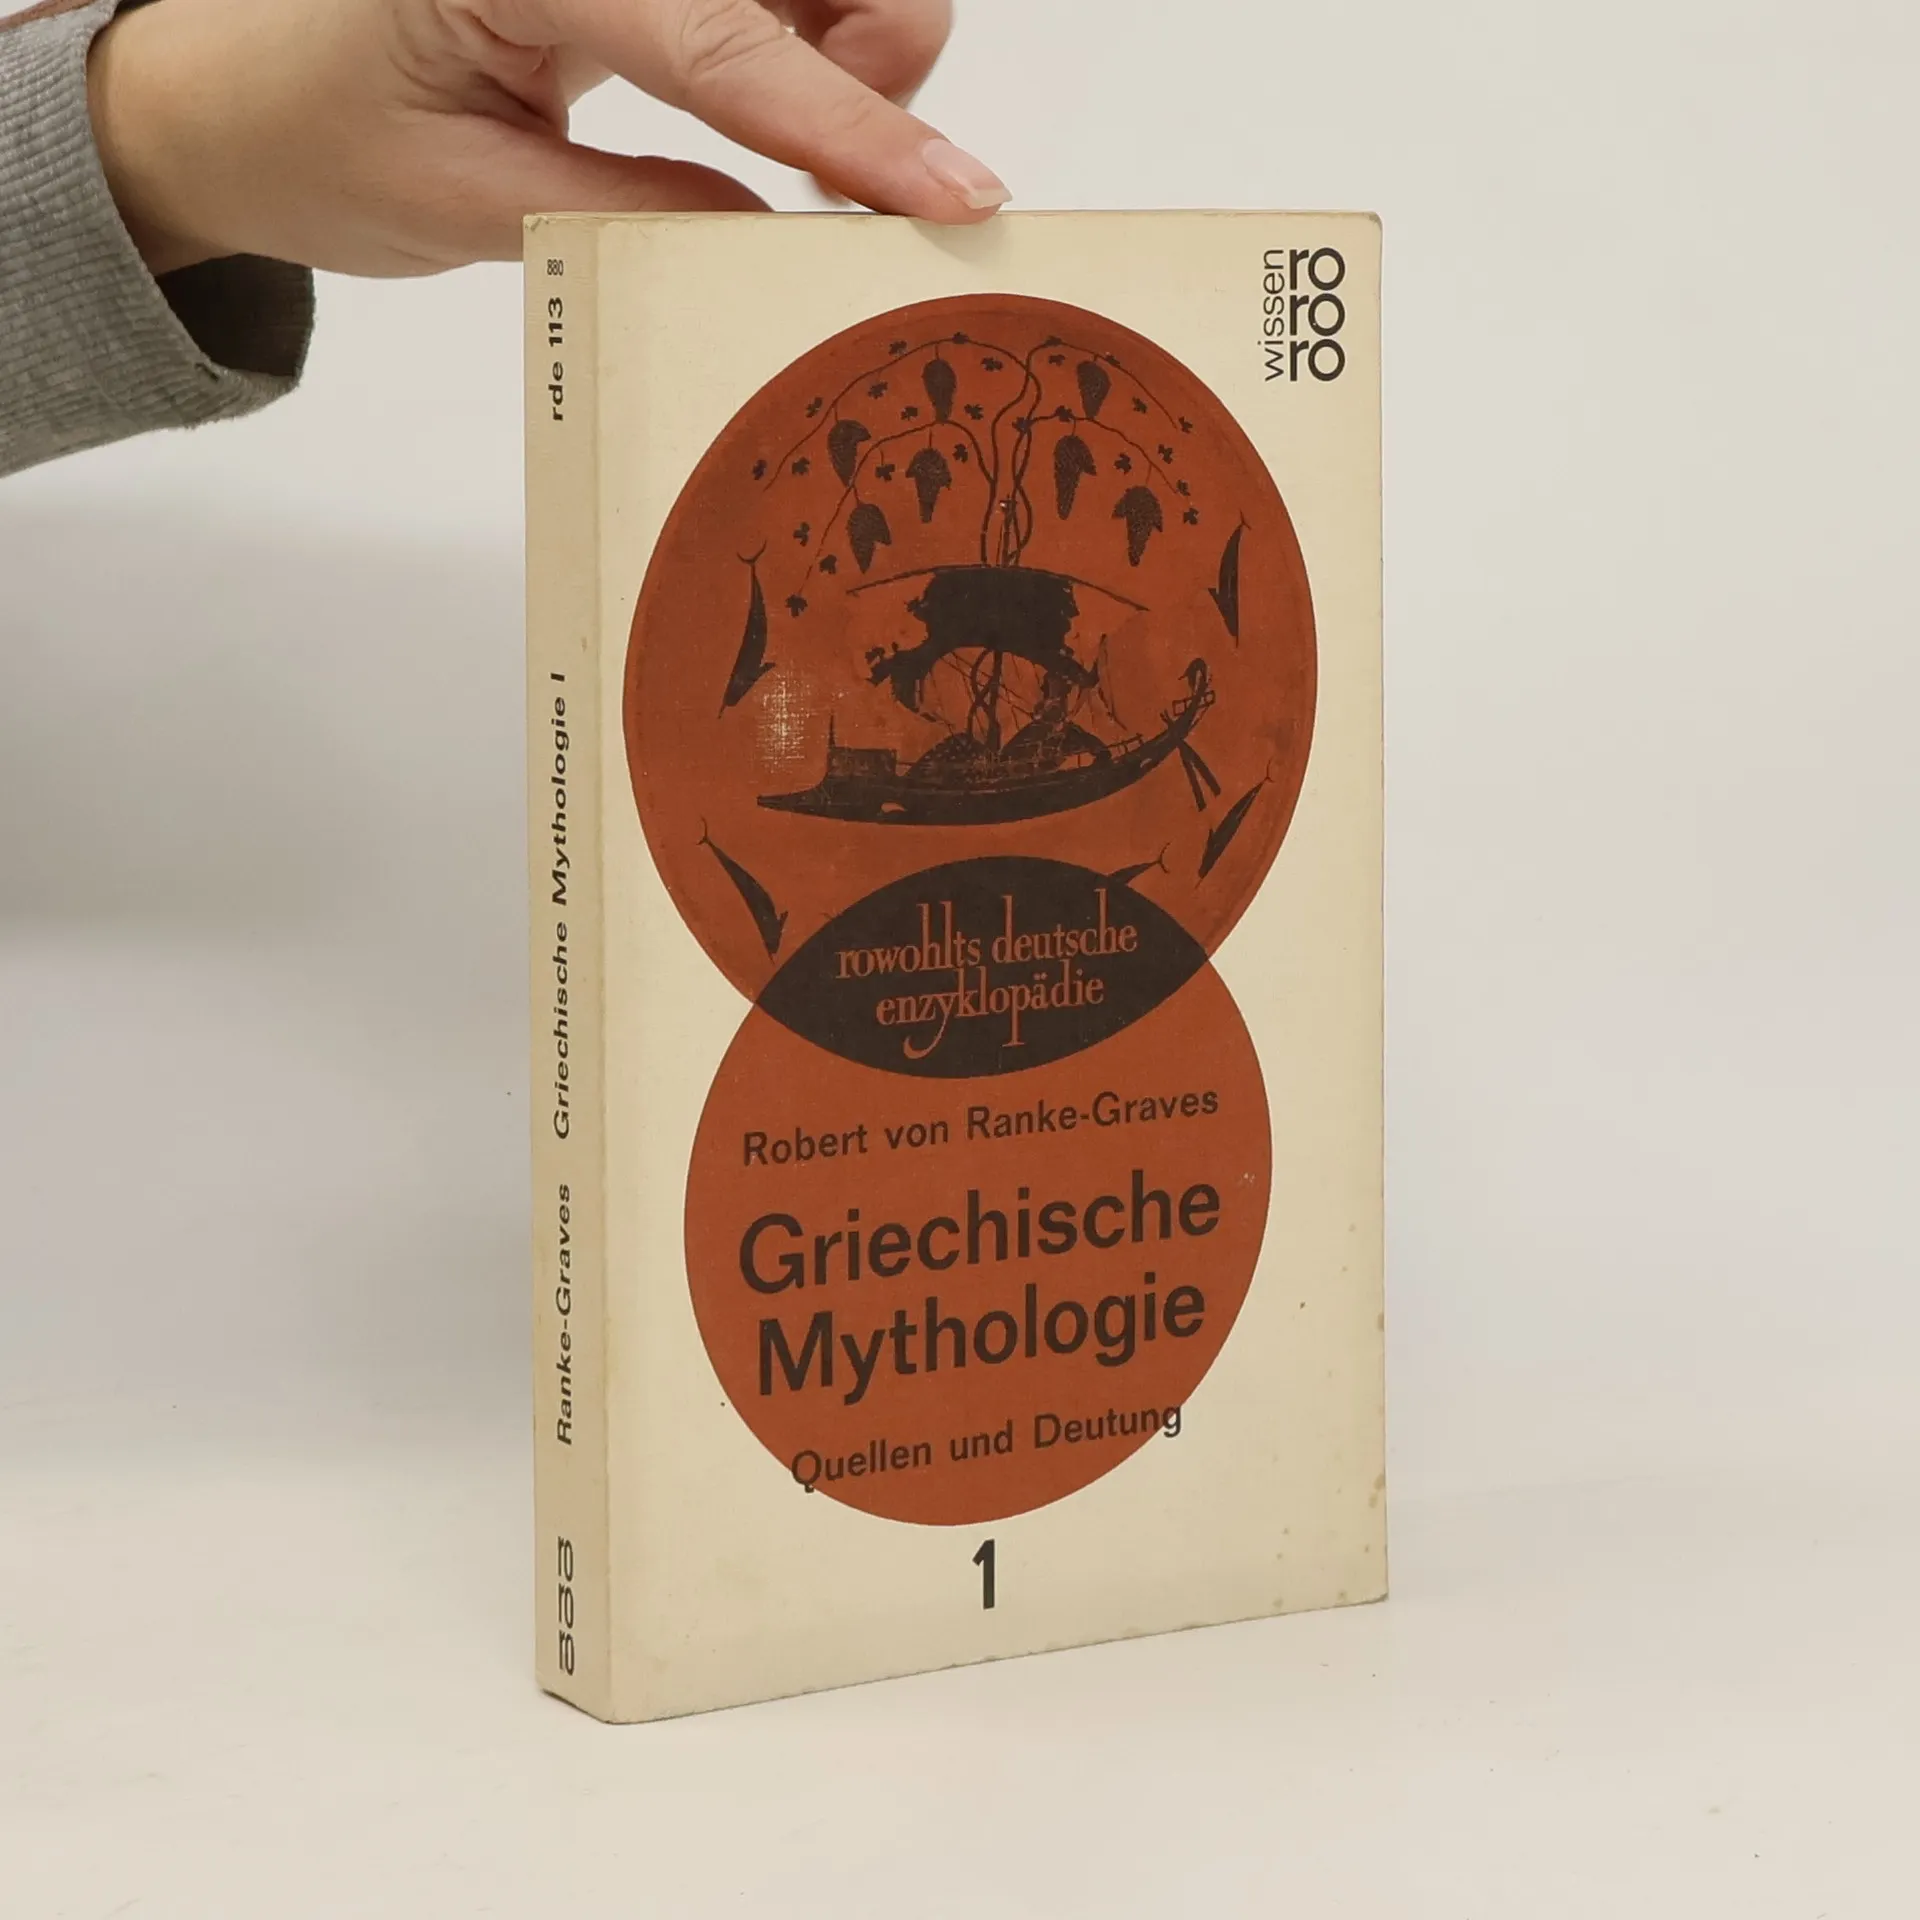 880
rde 113
Ranke-Graves Griechische Mythologie I
rororo
wissen
ro
ro
ro
rowohlts deutsche
enzyklopädie
Robert von Ranke-Graves
Griechische
Mythologie
Quellen und Deutung
1